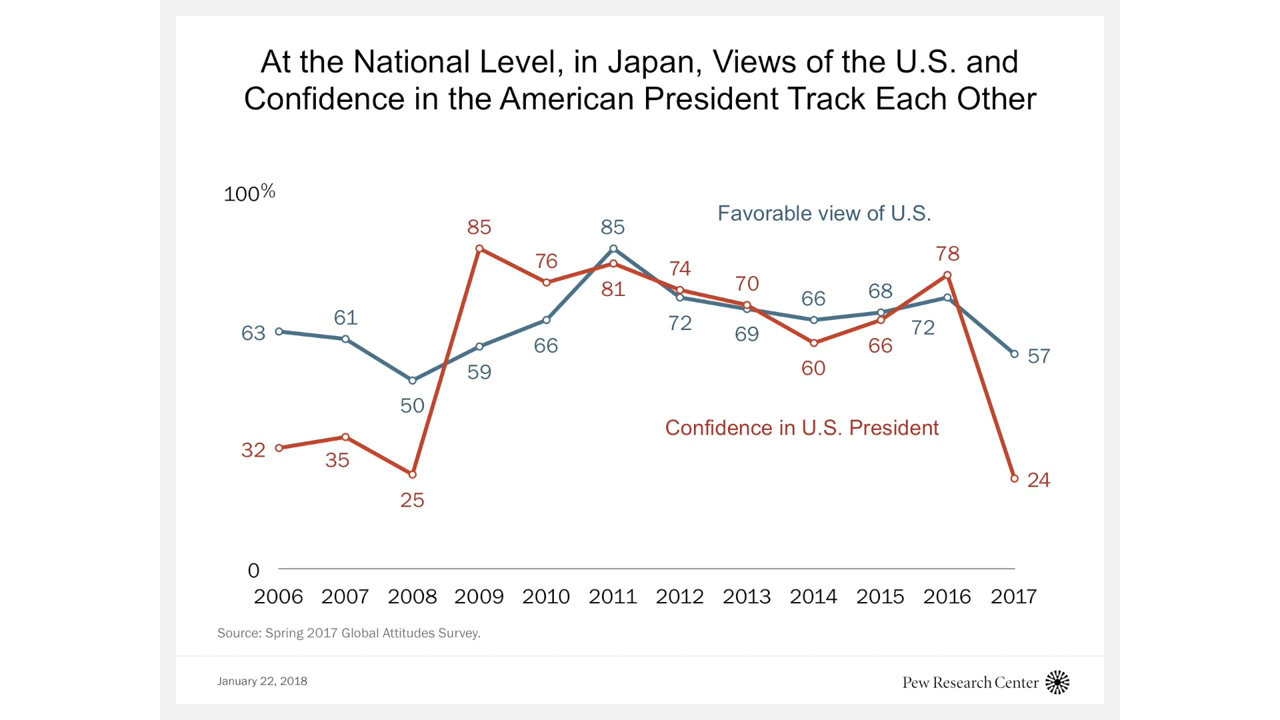 At the National Level, in Japan, Views of the U.S. and
Confidence in the American President Track Each Other
100%
Favorable view of U.S.
85 85
76 81 74 70 66 68 78
63 61 50 59 66 72 69 60 66 72 57
Confidence in U.S. President
32 35 25 24
0
2006 2007 2008 2009 2010 2011 2012 2013 2014 2015 2016 2017
Source: Spring 2017 Global Attitudes Survey.
January 22, 2018
Pew Research Center